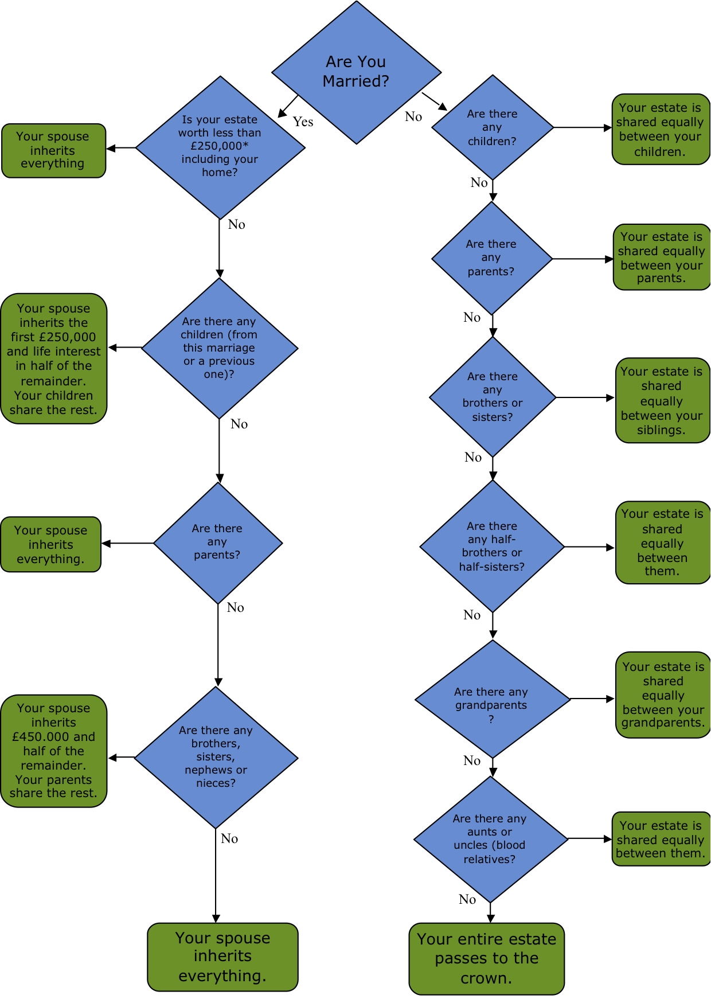 Are You
Married?
Yes
No
Is your estate
worth less than
£250,000*
including your
home?
Your spouse
inherits
everything
No
Are there any
children (from
this marriage
or a previous
one)?
Your spouse
inherits the
first £250,000
and life interest
in half of the
remainder.
Your children
share the rest.
No
Are there
any
parents?
Your spouse
inherits
everything.
No
Are there any
brothers,
sisters,
nephews or
nieces?
Your spouse
inherits
£450.000 and
half of the
remainder.
Your parents
share the rest.
No
Your spouse
inherits
everything.
Are there
any
children?
Your estate is
shared equally
between your
children.
No
Are there
any
parents?
Your estate is
shared equally
between your
parents.
No
Are there
any
brothers or
sisters?
Your estate is
shared
equally
between your
siblings.
No
Are there
any half-
brothers or
half-sisters?
Your estate is
shared
equally
between
them.
No
Are there any
grandparents
?
Your estate is
shared
equally
between your
grandparents.
No
Are there any
aunts or
uncles (blood
relatives?
Your estate is
shared equally
between them.
No
Your entire estate
passes to the
crown.